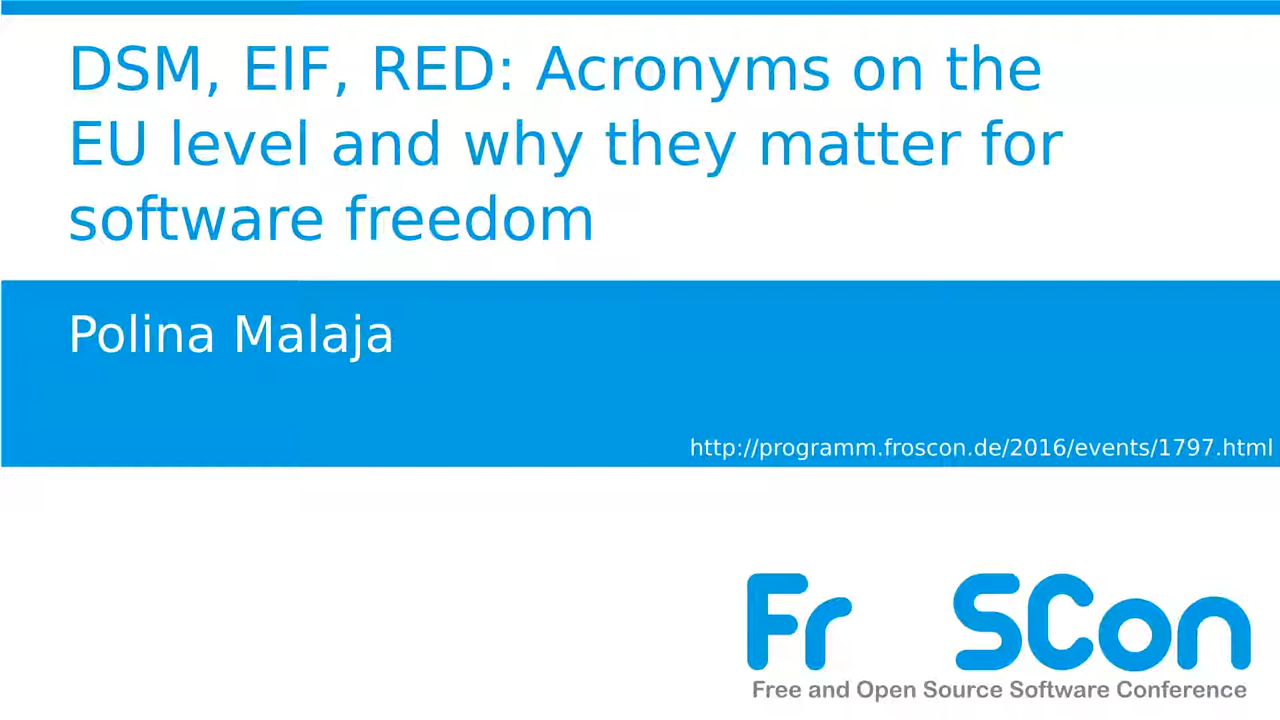 DSM, EIF, RED: Acronyms on the
EU level and why they matter for
software freedom
Polina Malaja
http://programm.froscon.de/2016/events/1797.html
Fr SCon
Free and Open Source Software Conference